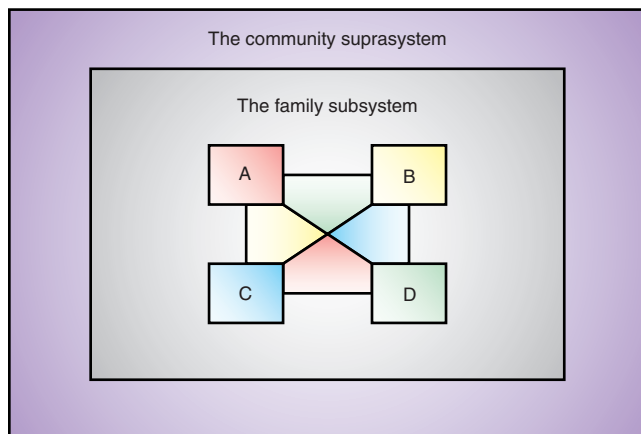 The community suprasystem
The family subsystem
A
B
C
D